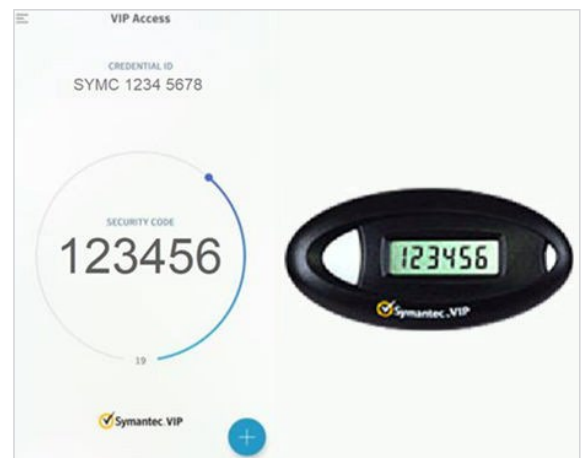 VIP Access
CREDENTIAL ID
SYMC 1234 5678
SECURITY CODE
123456
19
Symantec. VIP
123456
Symantec. VIP